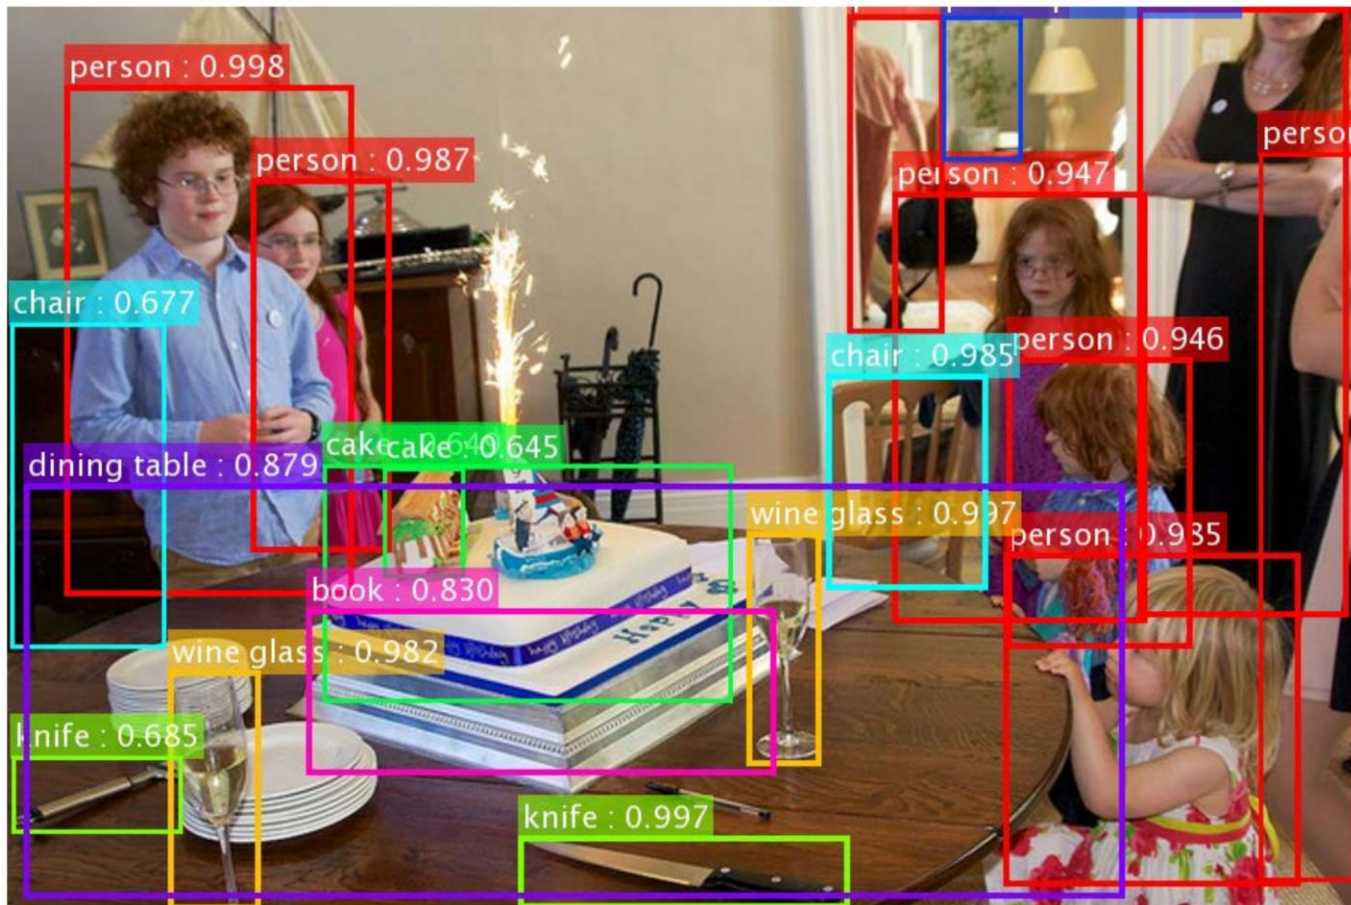 person : 0.998
person : 0.987
person : 0.947
person
chair : 0.677
chair : 0.985
person : 0.946
cake
cake : 0.645
dining table : 0.879
wine glass : 0.997
person : 0.985
book : 0.830
wine glass : 0.982
knife : 0.685
knife : 0.997
Happy